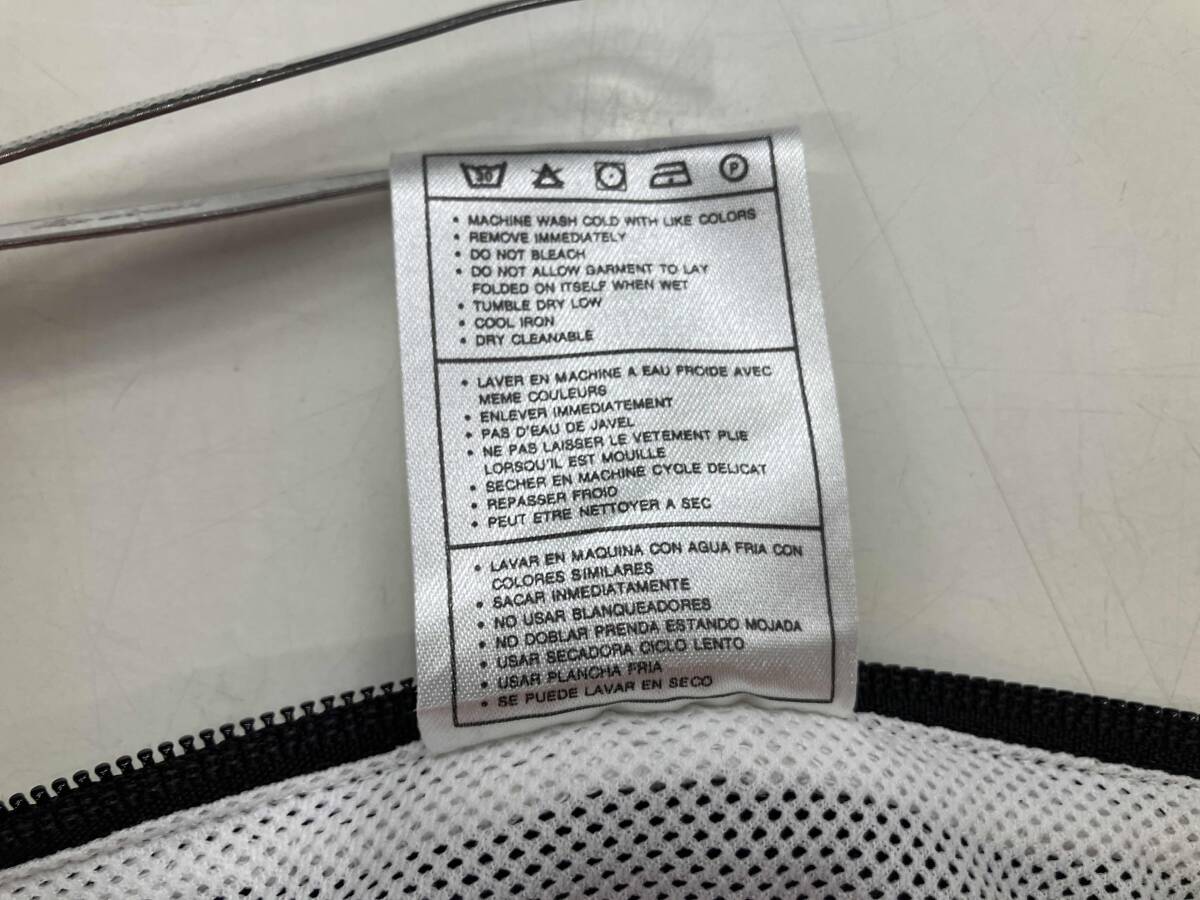 30 P
• MACHINE WASH COLD WITH LIKE COLORS
• REMOVE IMMEDIATELY
• DO NOT BLEACH
• DO NOT ALLOW GARMENT TO LAY
FOLDED ON ITSELF WHEN WET
• TUMBLE DRY LOW
• COOL IRON
• DRY CLEANABLE
• LAVER EN MACHINE A EAU FROIDE AVEC
MEME COULEURS
• ENLEVER IMMEDIATEMENT
• PAS D'EAU DE JAVEL
• NE PAS LAISSER LE VETEMENT PLIE
LORSQU'IL EST MOUILLE
• SECHER EN MACHINE CYCLE DELICAT
• REPASSER FROID
• PEUT ETRE NETTOYER A SEC
• LAVAR EN MAQUINA CON AGUA FRIA CON
COLORES SIMILARES
• SACAR INMEDIATAMENTE
• NO USAR BLANQUEADORES
• NO DOBLAR PRENDA ESTANDO MOJADA
• USAR SECADORA CICLO LENTO
• USAR PLANCHA FRIA
• SE PUEDE LAVAR EN SECO